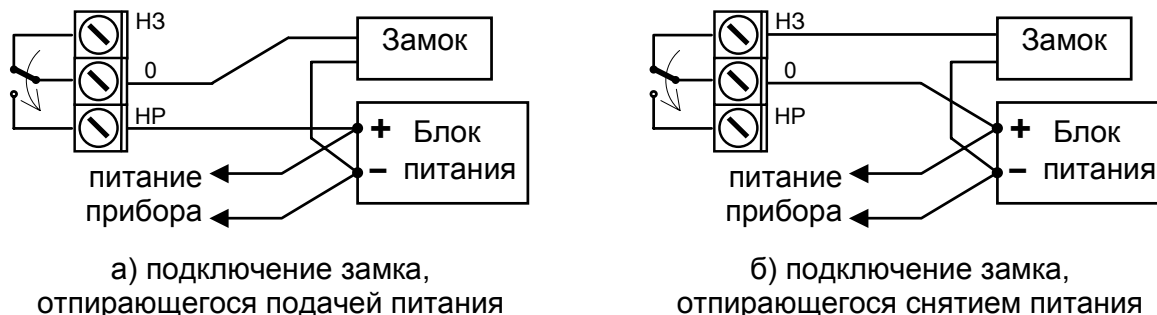 НЗ
Замок
0
НР
+ Блок
– питания
питание
прибора
а) подключение замка,
отпирающегося подачей питания
НЗ
Замок
0
НР
+ Блок
– питания
питание
прибора
б) подключение замка,
отпирающегося снятием питания